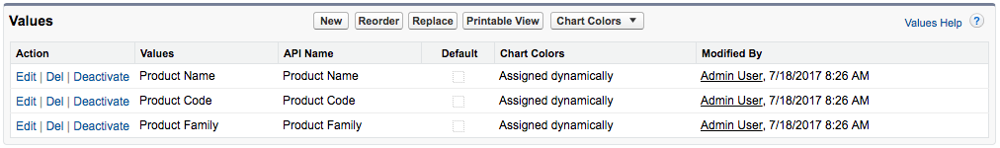 Values New Reorder Replace Printable View Chart Colors Values Help ?
Action Values API Name Default Chart Colors Modified By
Edit | Del | Deactivate Product Name Product Name Assigned dynamically Admin User, 7/18/2017 8:26 AM
Edit | Del | Deactivate Product Code Product Code Assigned dynamically Admin User, 7/18/2017 8:26 AM
Edit | Del | Deactivate Product Family Product Family Assigned dynamically Admin User, 7/18/2017 8:26 AM